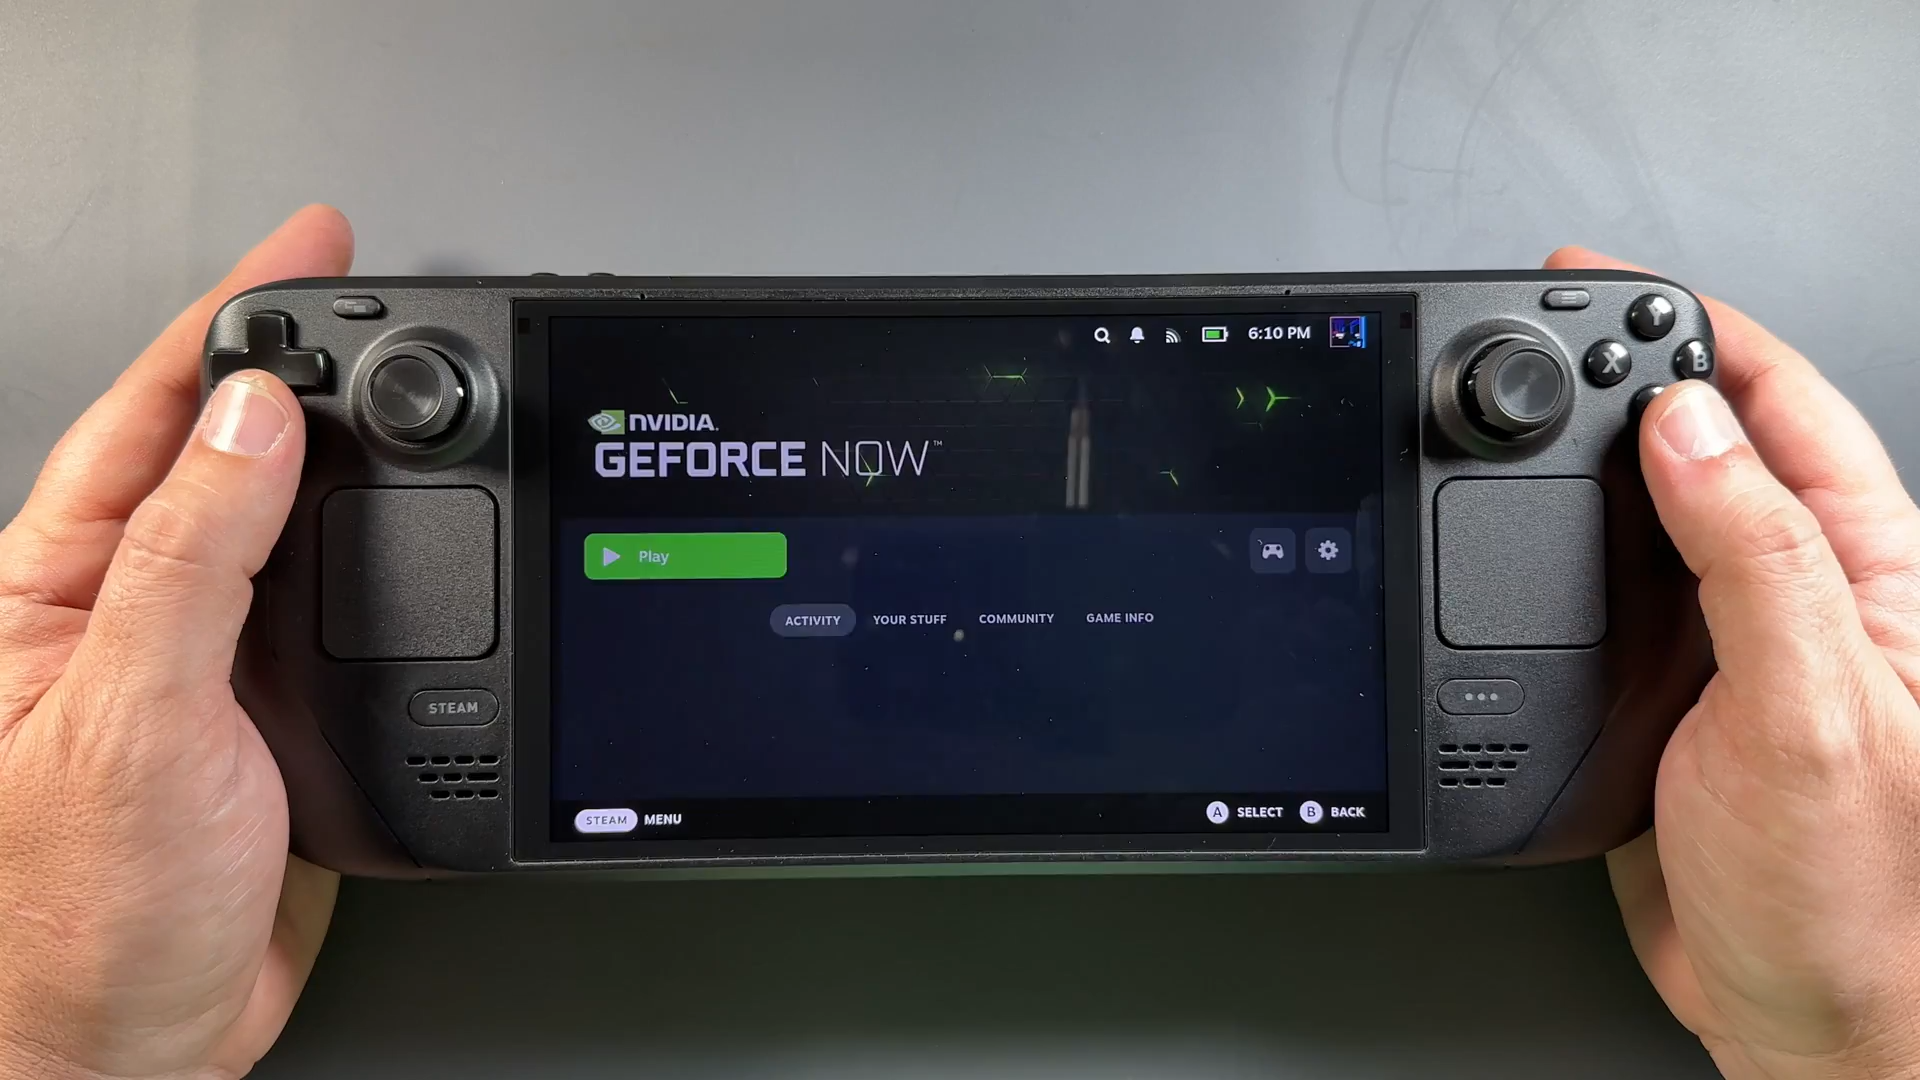 6:10 PM
NVIDIA.
GEFORCE NOW™
Play
ACTIVITY YOUR STUFF COMMUNITY GAME INFO
STEAM MENU
A SELECT B BACK
Y
X
B
STEAM